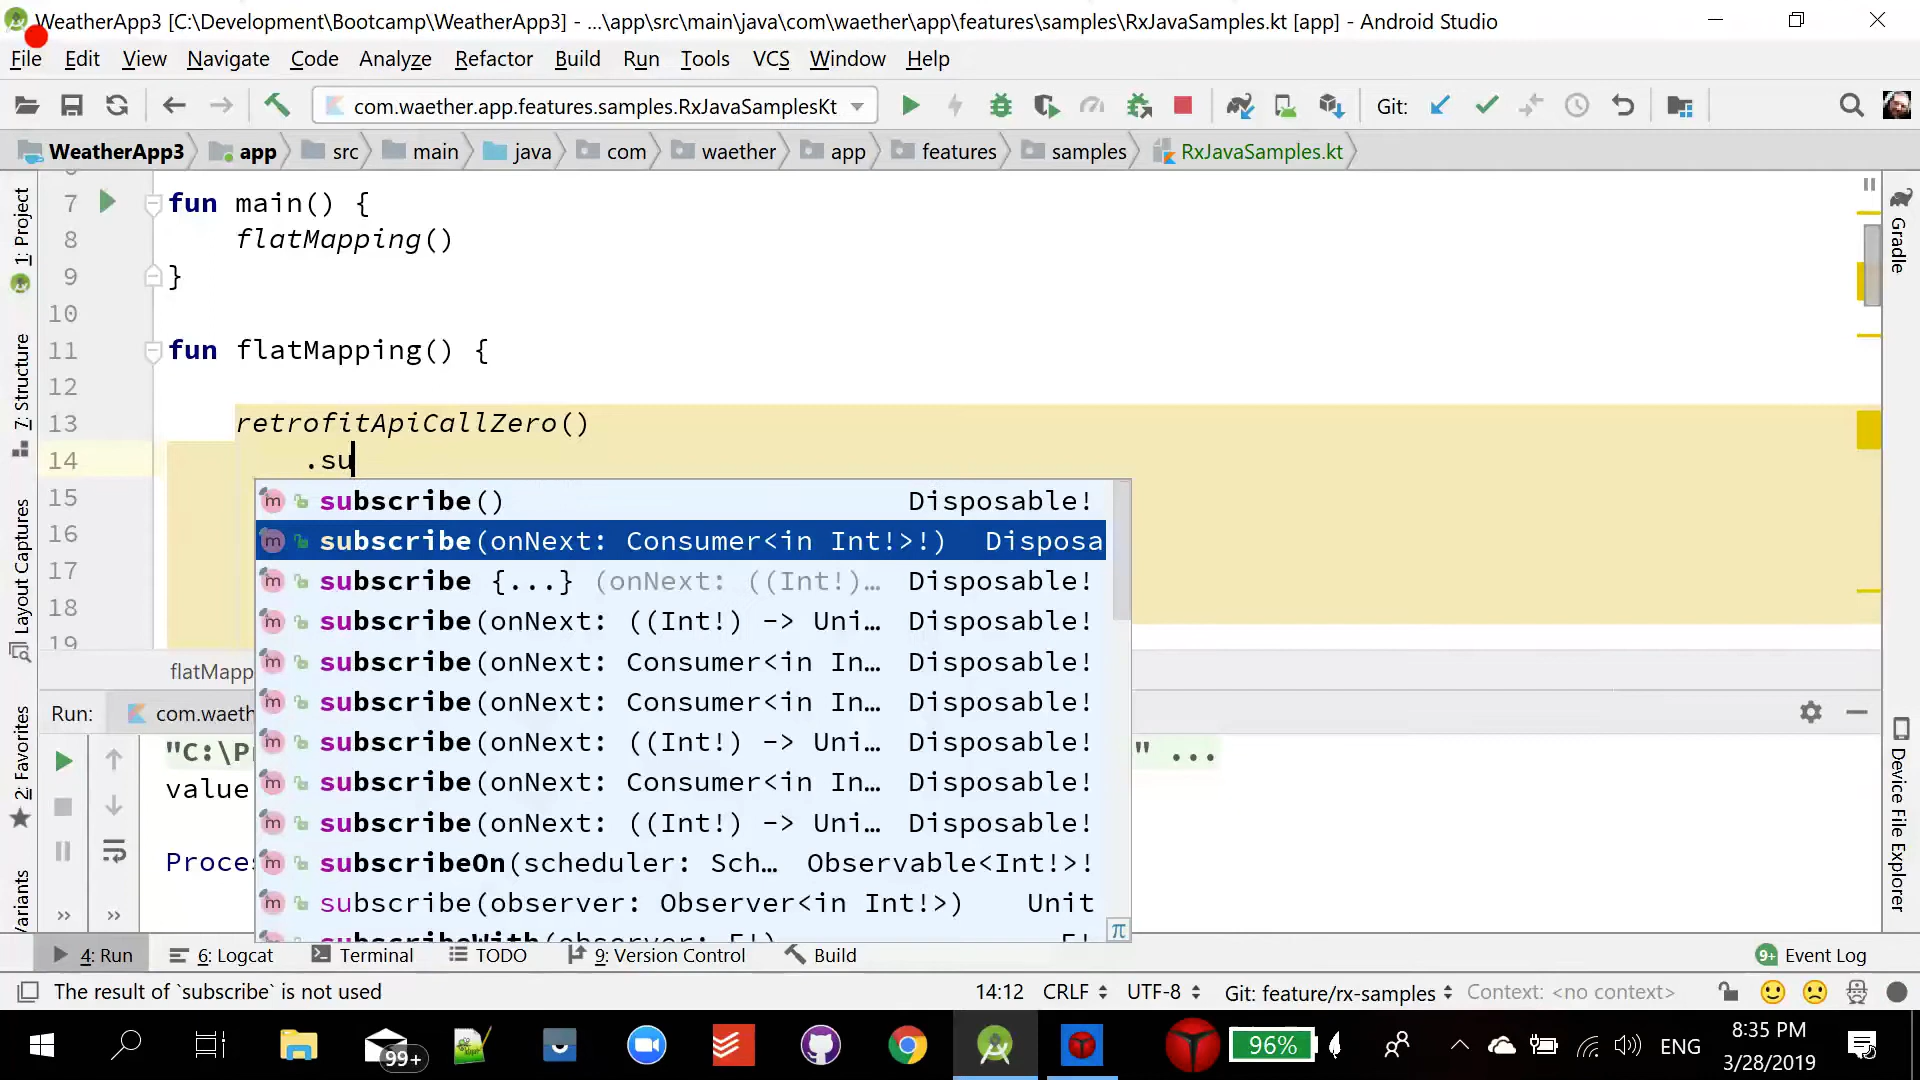 WeatherApp3 [C:\Development\Bootcamp\WeatherApp3] - ...\app\src\main\java\com\waether\app\features\samples\RxJavaSamples.kt [app] - Android Studio
File Edit View Navigate Code Analyze Refactor Build Run Tools VCS Window Help
com.waether.app.features.samples.RxJavaSamplesKt Git:
WeatherApp3 app src main java com waether app features samples RxJavaSamples.kt
1: Project
7: Structure
Layout Captures
2: Favorites
Variants
7 fun main() {
8 flatMapping()
9 }
10
11 fun flatMapping() {
12
13 retrofitApiCallZero()
14 .su
15
16
17
18
19
subscribe() Disposable!
subscribe(onNext: Consumer<in Int!>!) Disposa
subscribe {...} (onNext: ((Int!)… Disposable!
subscribe(onNext: ((Int!) -> Uni… Disposable!
subscribe(onNext: Consumer<in In… Disposable!
subscribe(onNext: Consumer<in In… Disposable!
subscribe(onNext: ((Int!) -> Uni… Disposable!
subscribe(onNext: Consumer<in In… Disposable!
subscribe(onNext: ((Int!) -> Uni… Disposable!
subscribeOn(scheduler: Sch… Observable<Int!>!
subscribe(observer: Observer<in Int!>) Unit
subscribeWith(observer: E!) E!
π
flatMapp
Run: com.waeth
"C:\P " ...
value
Proce
Gradle
Device File Explorer
4: Run 6: Logcat Terminal TODO 9: Version Control Build 9+ Event Log
The result of `subscribe` is not used 14:12 CRLF UTF-8 Git: feature/rx-samples Context: <no context>
99+ 96% ENG 8:35 PM
3/28/2019